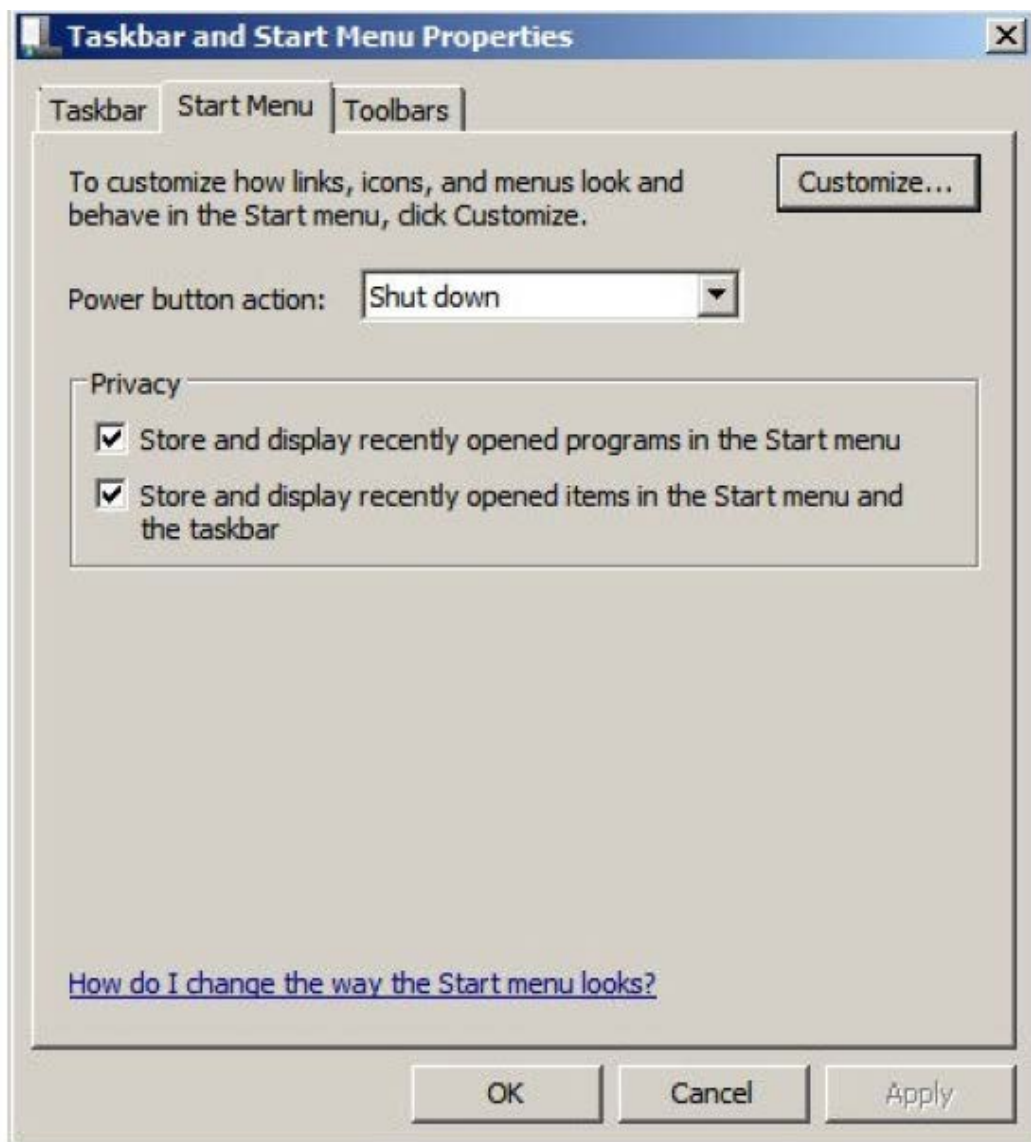 Taskbar and Start Menu Properties
Taskbar
Start Menu
Toolbars
To customize how links, icons, and menus look and
behave in the Start menu, click Customize.
Customize...
Power button action:
Shut down
Privacy
Store and display recently opened programs in the Start menu
Store and display recently opened items in the Start menu and
the taskbar
How do I change the way the Start menu looks?
OK
Cancel
Apply